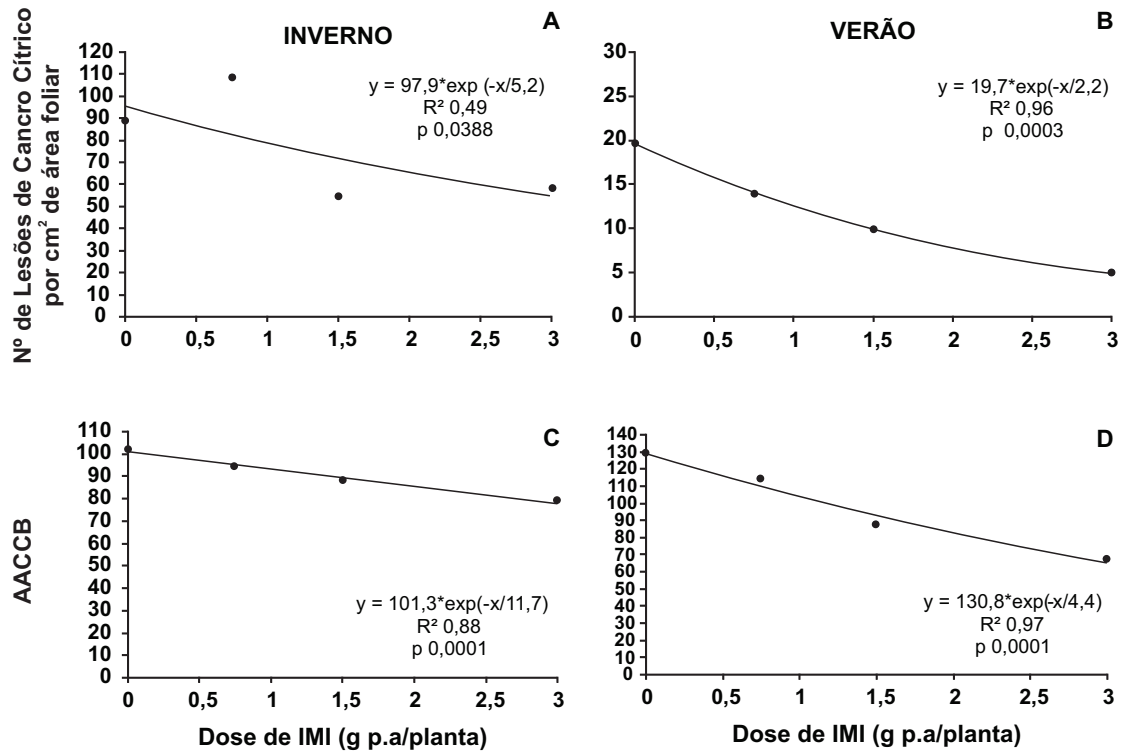 A
INVERNO
Nº de Lesões de Cancro Cítrico
por cm² de área foliar
120
110
100
90
80
70
60
50
40
30
20
10
0
y = 97,9*exp (-x/5,2)
R² 0,49
p 0,0388
0 0,5 1 1,5 2 2,5 3
B
VERÃO
30
25
20
15
10
5
0
y = 19,7*exp(-x/2,2)
R² 0,96
p 0,0003
0 0,5 1 1,5 2 2,5 3
C
AACCB
110
100
90
80
70
60
50
40
30
20
10
0
y = 101,3*exp(-x/11,7)
R² 0,88
p 0,0001
0 0,5 1 1,5 2 2,5 3
Dose de IMI (g p.a/planta)
D
140
130
120
110
100
90
80
70
60
50
40
30
20
10
0
y = 130,8*exp(-x/4,4)
R² 0,97
p 0,0001
0 0,5 1 1,5 2 2,5 3
Dose de IMI (g p.a/planta)